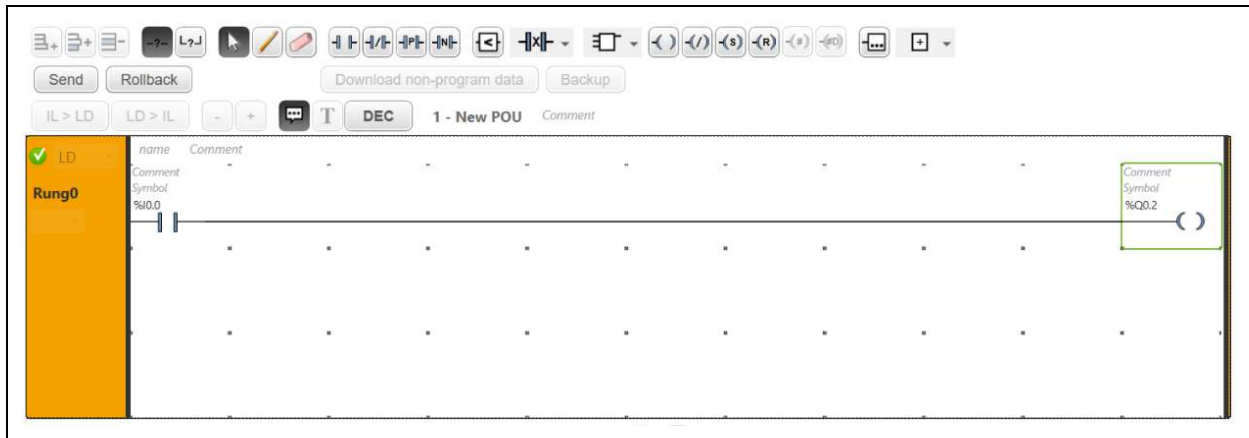 -?- L?J P N < X ( ) (/) (S) (R) (#) (#D) ... +
Send Rollback Download non-program data Backup
IL > LD LD > IL - + T DEC 1 - New POU Comment
LD name Comment
Comment Comment
Rung0 Symbol Symbol
%I0.0 %Q0.2
( )